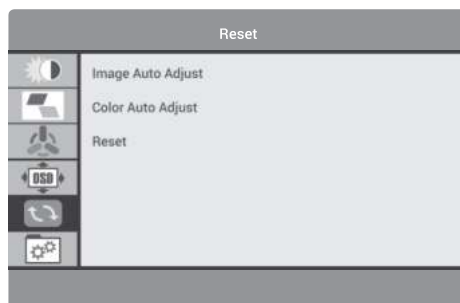 Reset
Image Auto Adjust
Color Auto Adjust
Reset
OSD